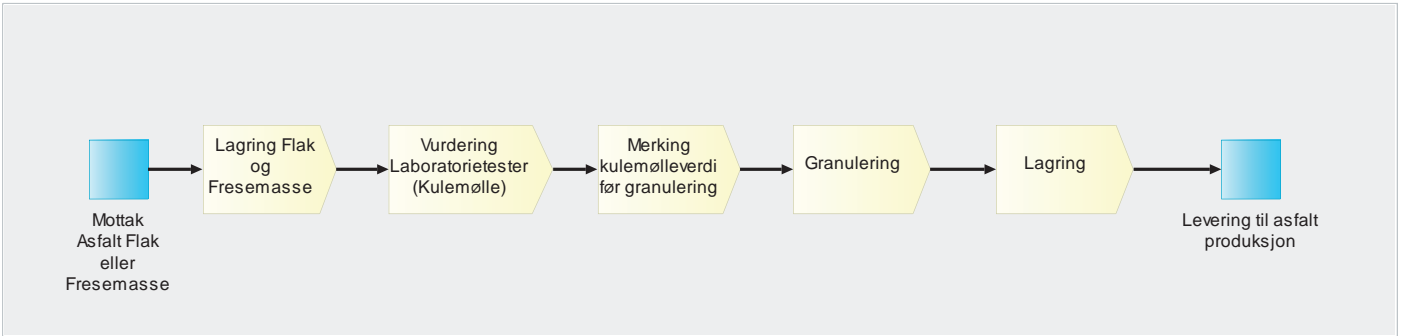 Mottak
Asfalt Flak
eller
Fresemasse
Lagring Flak
og
Fresemasse
Vurdering
Laboratorietester
(Kulemølle)
Merking
kulemølleverdi
før granulering
Granulering
Lagring
Levering til asfalt
produksjon